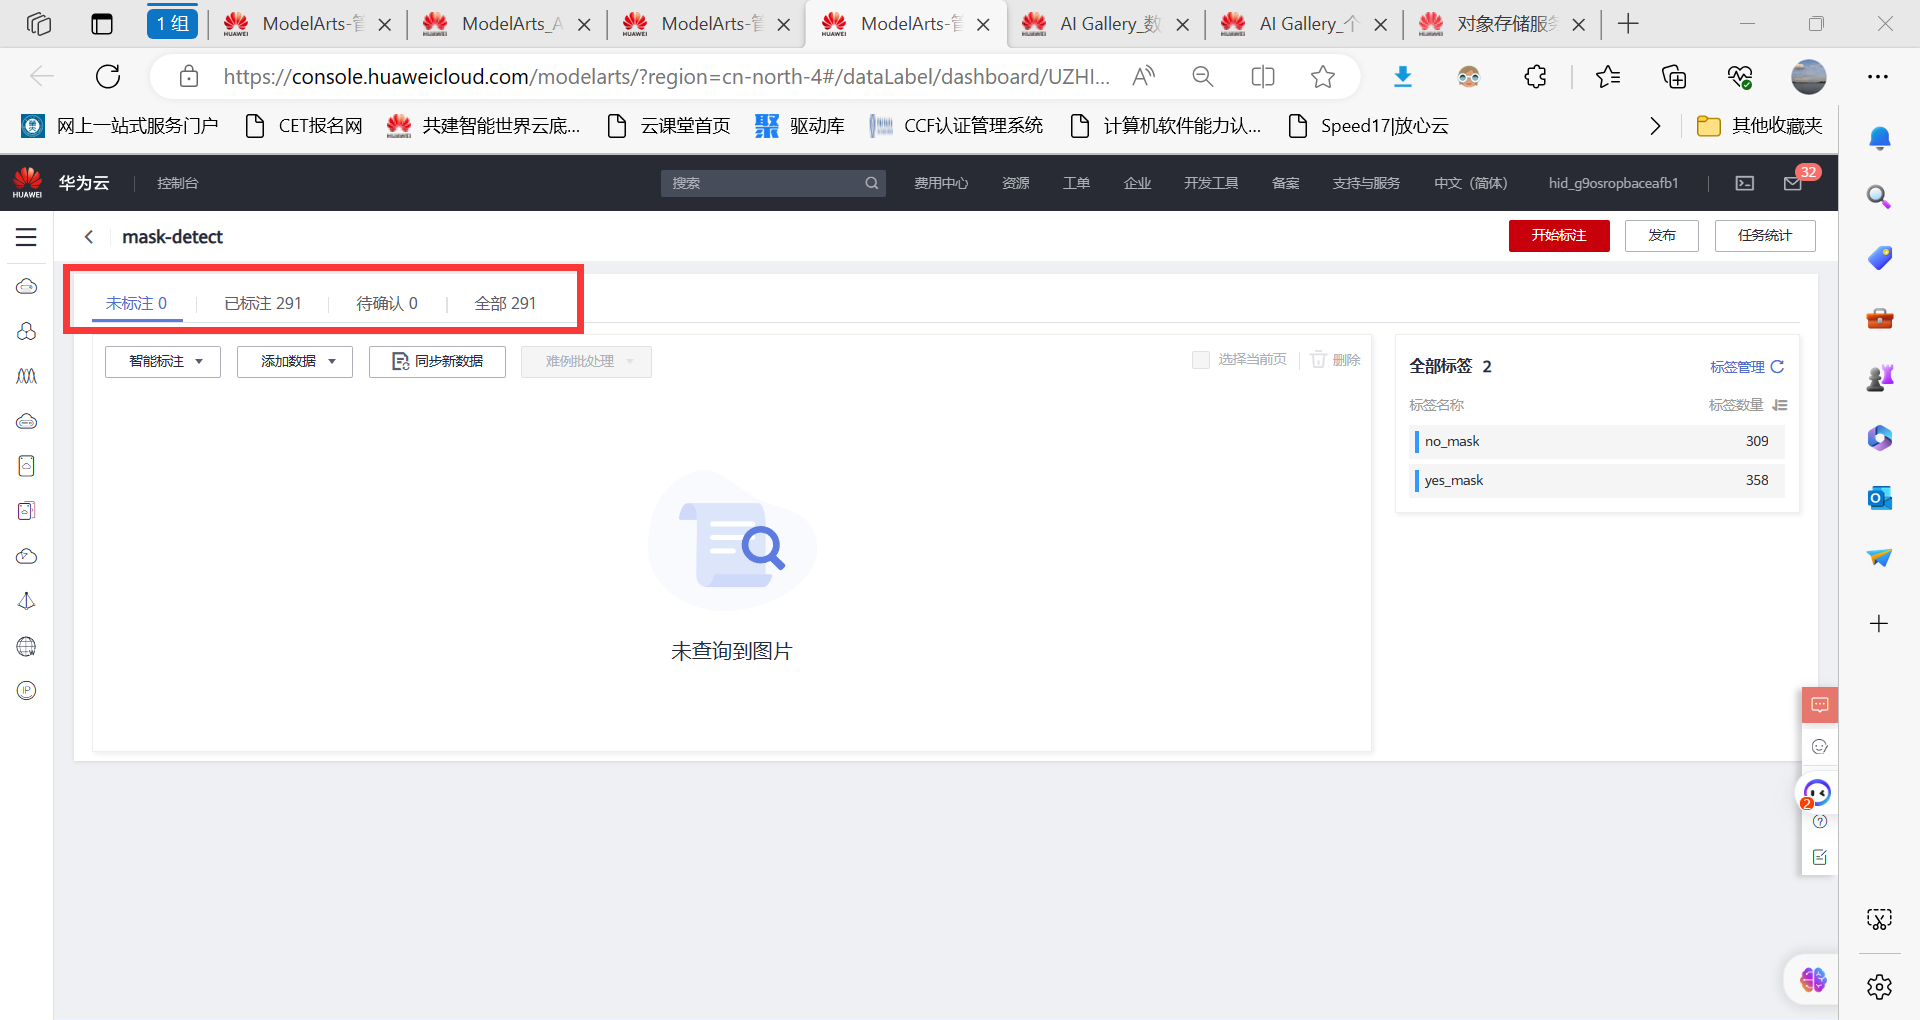 1 组
ModelArts-管
ModelArts_A
ModelArts-管
ModelArts-管
AI Gallery_数
AI Gallery_个
对象存储服务
https://console.huaweicloud.com/modelarts/?region=cn-north-4#/dataLabel/dashboard/UZHI...
网上一站式服务门户
CET报名网
共建智能世界云底...
云课堂首页
驱动库
CCF认证管理系统
计算机软件能力认...
Speed17|放心云
其他收藏夹
HUAWEI
华为云
控制台
搜索
费用中心
资源
工单
企业
开发工具
备案
支持与服务
中文（简体）
hid_g9osropbaceafb1
32
mask-detect
开始标注
发布
任务统计
未标注 0
已标注 291
待确认 0
全部 291
智能标注
添加数据
同步新数据
难例批处理
选择当前页
删除
全部标签 2
标签管理
标签名称
标签数量
no_mask
309
yes_mask
358
未查询到图片
IP
2